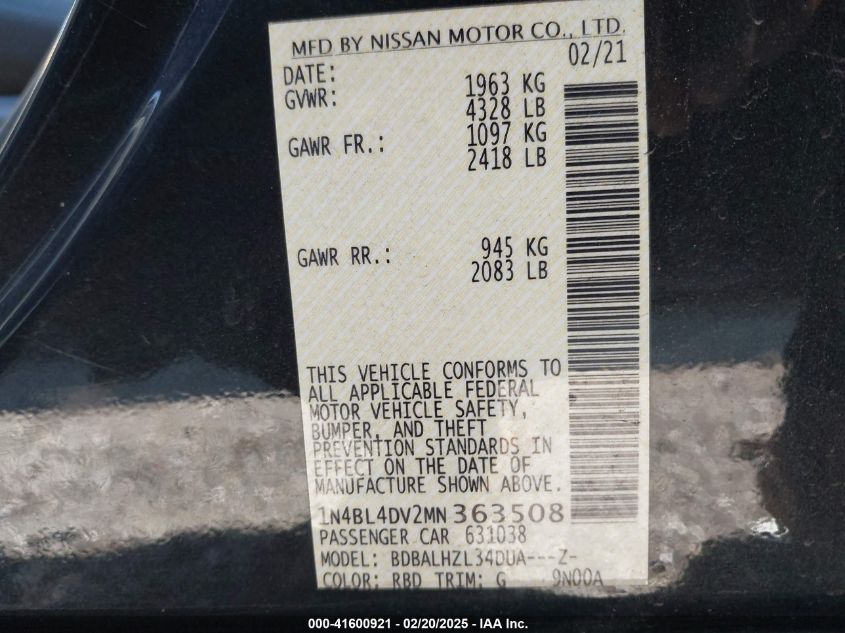 MFD BY NISSAN MOTOR CO., LTD.
DATE: 02/21
GVWR: 1963 KG
4328 LB
GAWR FR.: 1097 KG
2418 LB
GAWR RR.: 945 KG
2083 LB
THIS VEHICLE CONFORMS TO
ALL APPLICABLE FEDERAL
MOTOR VEHICLE SAFETY,
BUMPER, AND THEFT
PREVENTION STANDARDS IN
EFFECT ON THE DATE OF
MANUFACTURE SHOWN ABOVE.
1N4BL4DV2MN363508
PASSENGER CAR 631038
MODEL: BDBALHZL34DUA---Z-
COLOR: RBD TRIM: G 9N00A
000-41600921 - 02/20/2025 - IAA Inc.